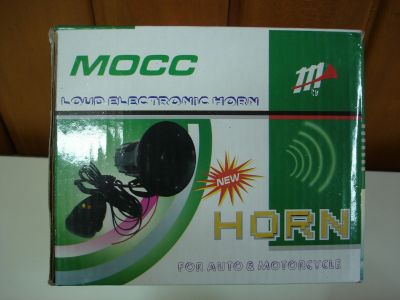 MOCC
m
LOUD ELECTRONIC HORN
NEW
HORN
FOR AUTO & MOTORCYCLE